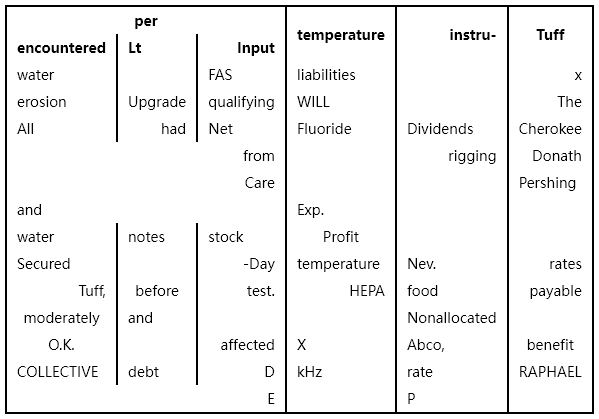 per
encountered Lt Input temperature instru- Tuff
water FAS liabilities x
erosion Upgrade qualifying WILL The
All had Net Fluoride Dividends Cherokee
from rigging Donath
Care Pershing
and Exp.
water notes stock Profit
Secured -Day temperature Nev. rates
Tuff, before test. HEPA food payable
moderately and Nonallocated
O.K. affected X Abco, benefit
COLLECTIVE debt D kHz rate RAPHAEL
E P